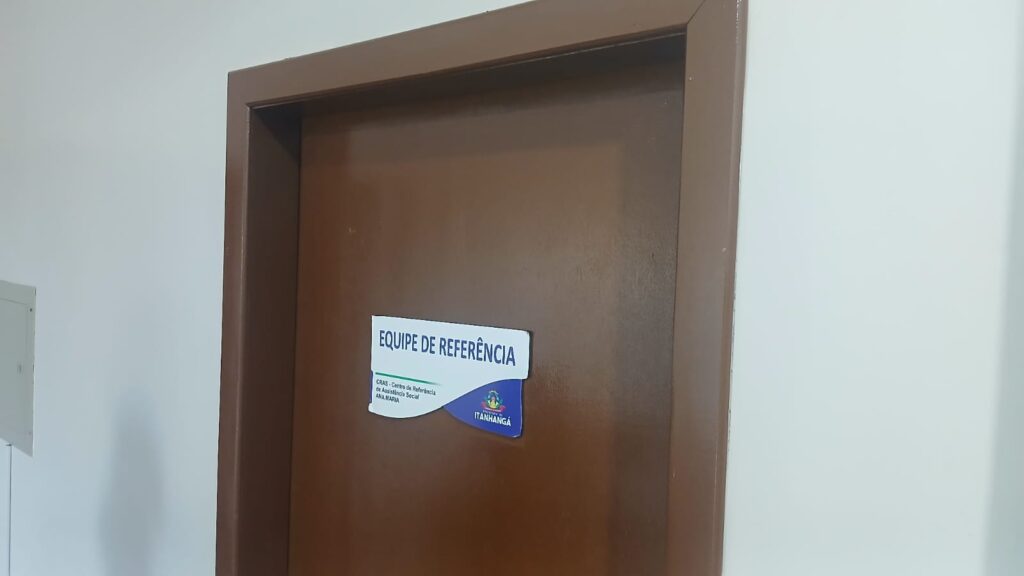 EQUIPE DE REFERÊNCIA
CRAS - Centro de Referência
de Assistência Social
ANA MARIA
ITANHANGÁ